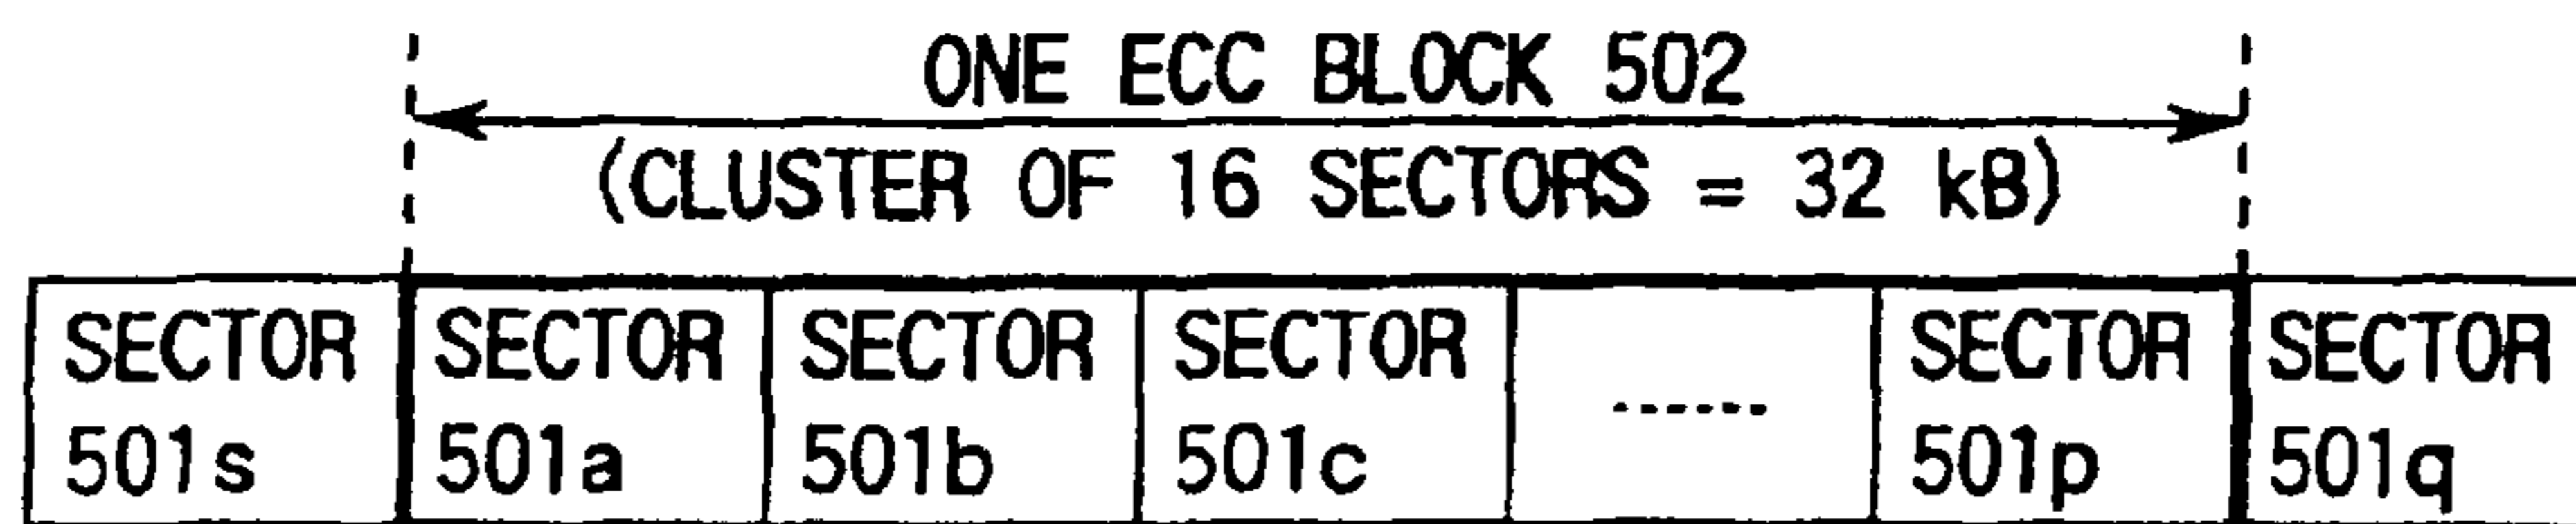 ONE ECC BLOCK 502
(CLUSTER OF 16 SECTORS = 32 kB)
SECTOR SECTOR SECTOR SECTOR ------ SECTOR SECTOR
501s 501a 501b 501c 501p 501q